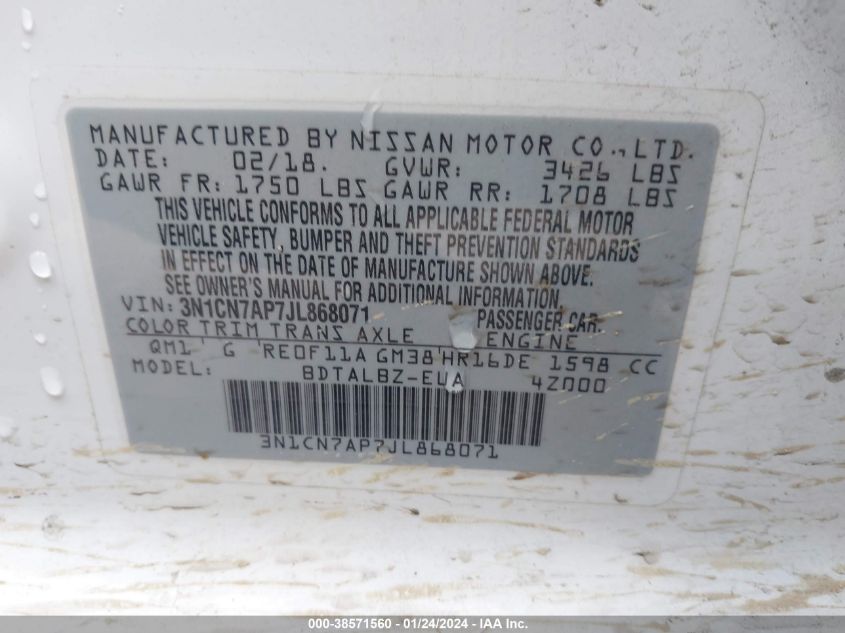 MANUFACTURED BY NISSAN MOTOR CO., LTD.
DATE: 02/18. GVWR: 3426 LBS
GAWR FR: 1750 LBS GAWR RR: 1708 LBS
THIS VEHICLE CONFORMS TO ALL APPLICABLE FEDERAL MOTOR
VEHICLE SAFETY, BUMPER AND THEFT PREVENTION STANDARDS
IN EFFECT ON THE DATE OF MANUFACTURE SHOWN ABOVE.
SEE OWNER'S MANUAL FOR ADDITIONAL INFORMATION.
VIN: 3N1CN7AP7JL868071 PASSENGER CAR.
COLOR TRIM TRANS AXLE ENGINE
QM1 G RE0F11A GM38 HR16DE 1598 CC
MODEL: BDTALBZ-EUA 4Z000
3N1CN7AP7JL868071
000-38571560 - 01/24/2024 - IAA Inc.